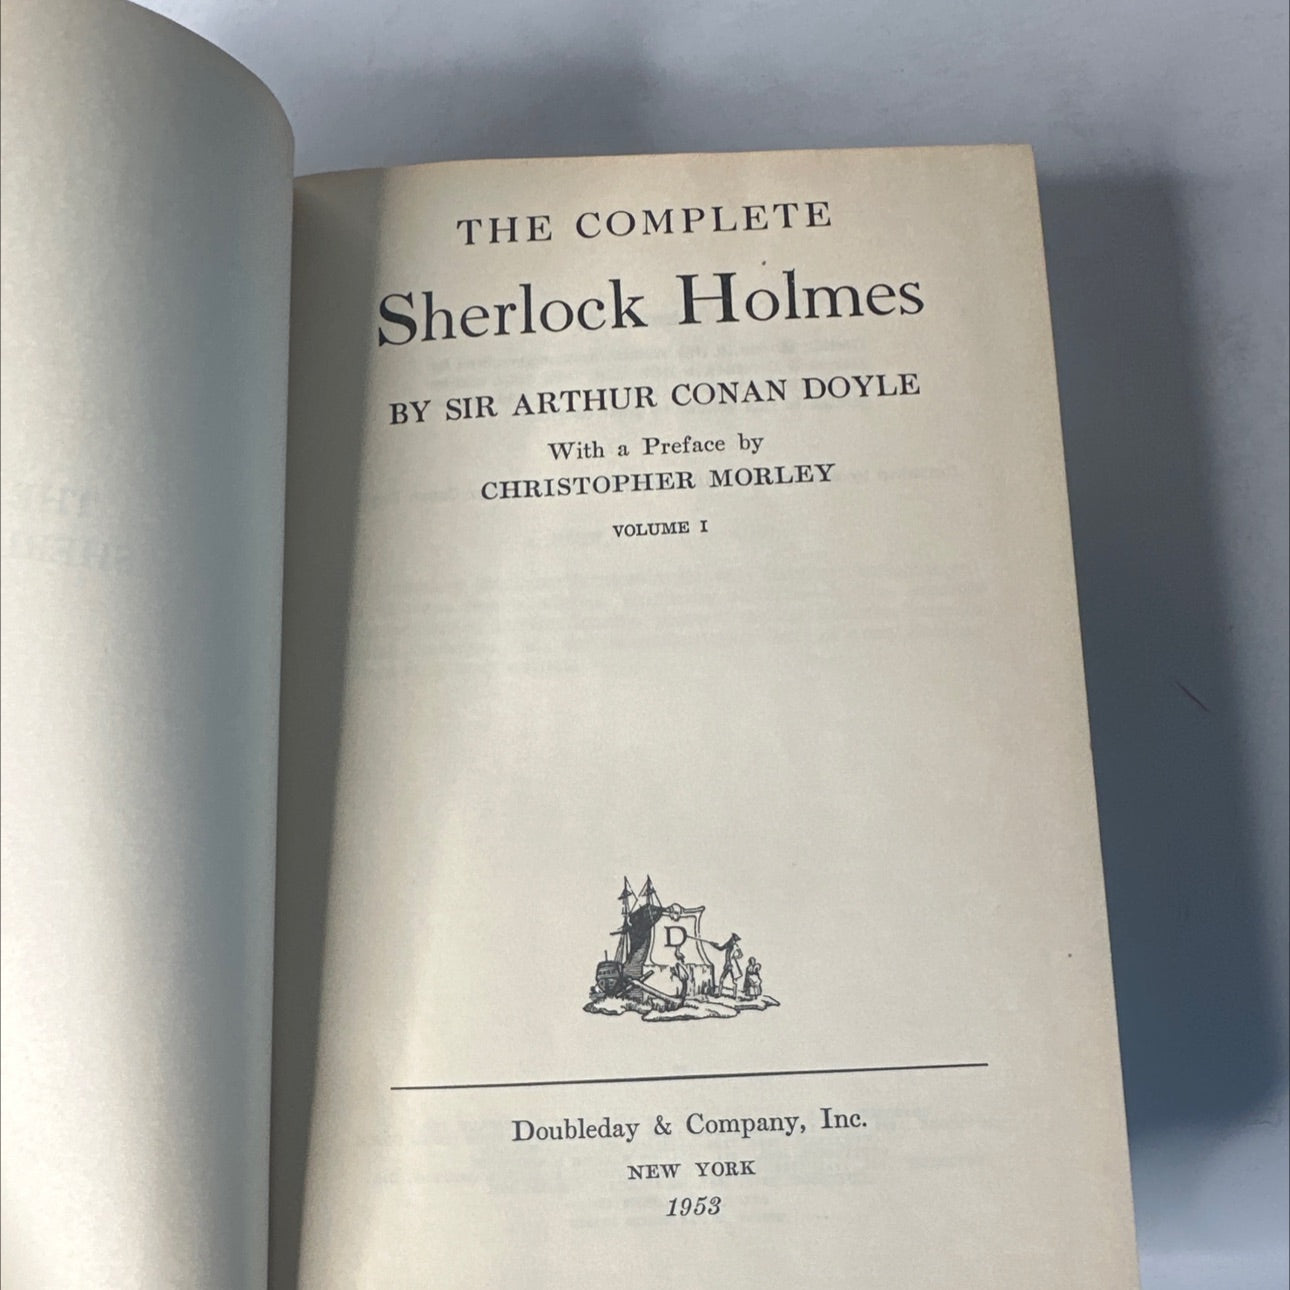 THE COMPLETE
Sherlock Holmes
BY SIR ARTHUR CONAN DOYLE
With a Preface by
CHRISTOPHER MORLEY
VOLUME I
D
Doubleday & Company, Inc.
NEW YORK
1953